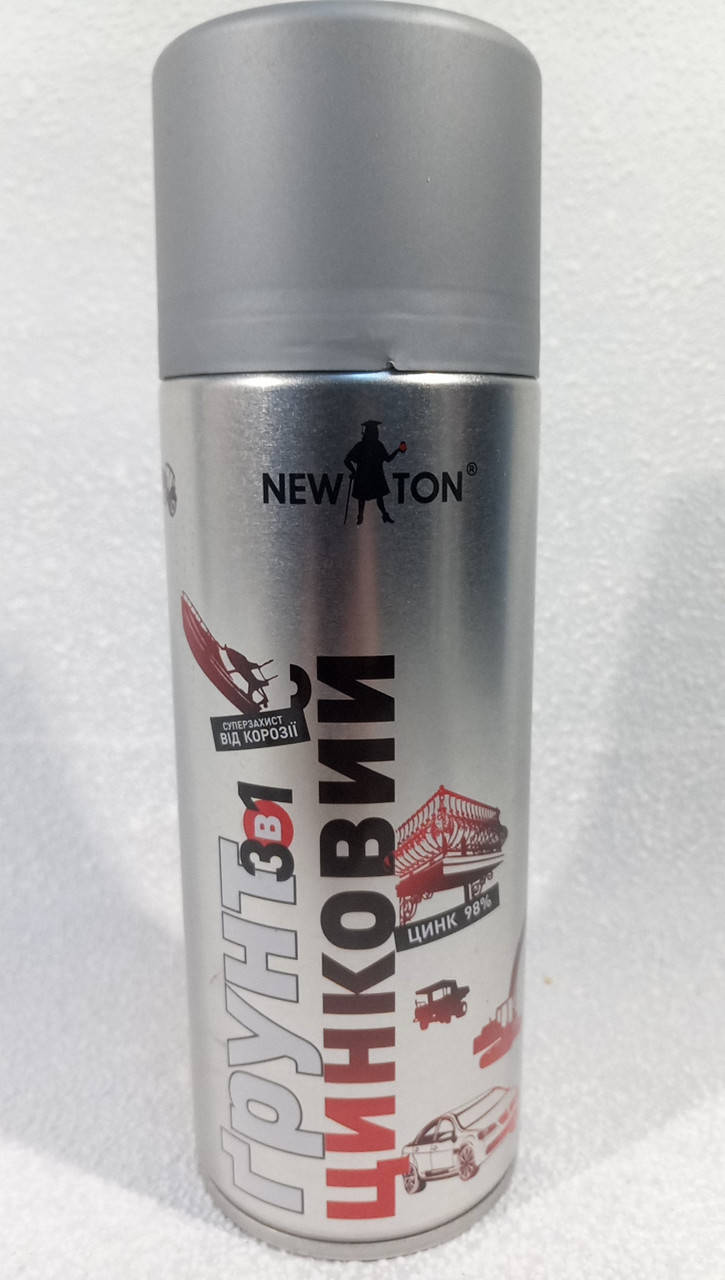 NEWTON®
СУПЕРЗАХИСТ
ВІД КОРОЗІЇ
Ґрунт 3в1
ЦИНКОВИЙ
ЦИНК 98%